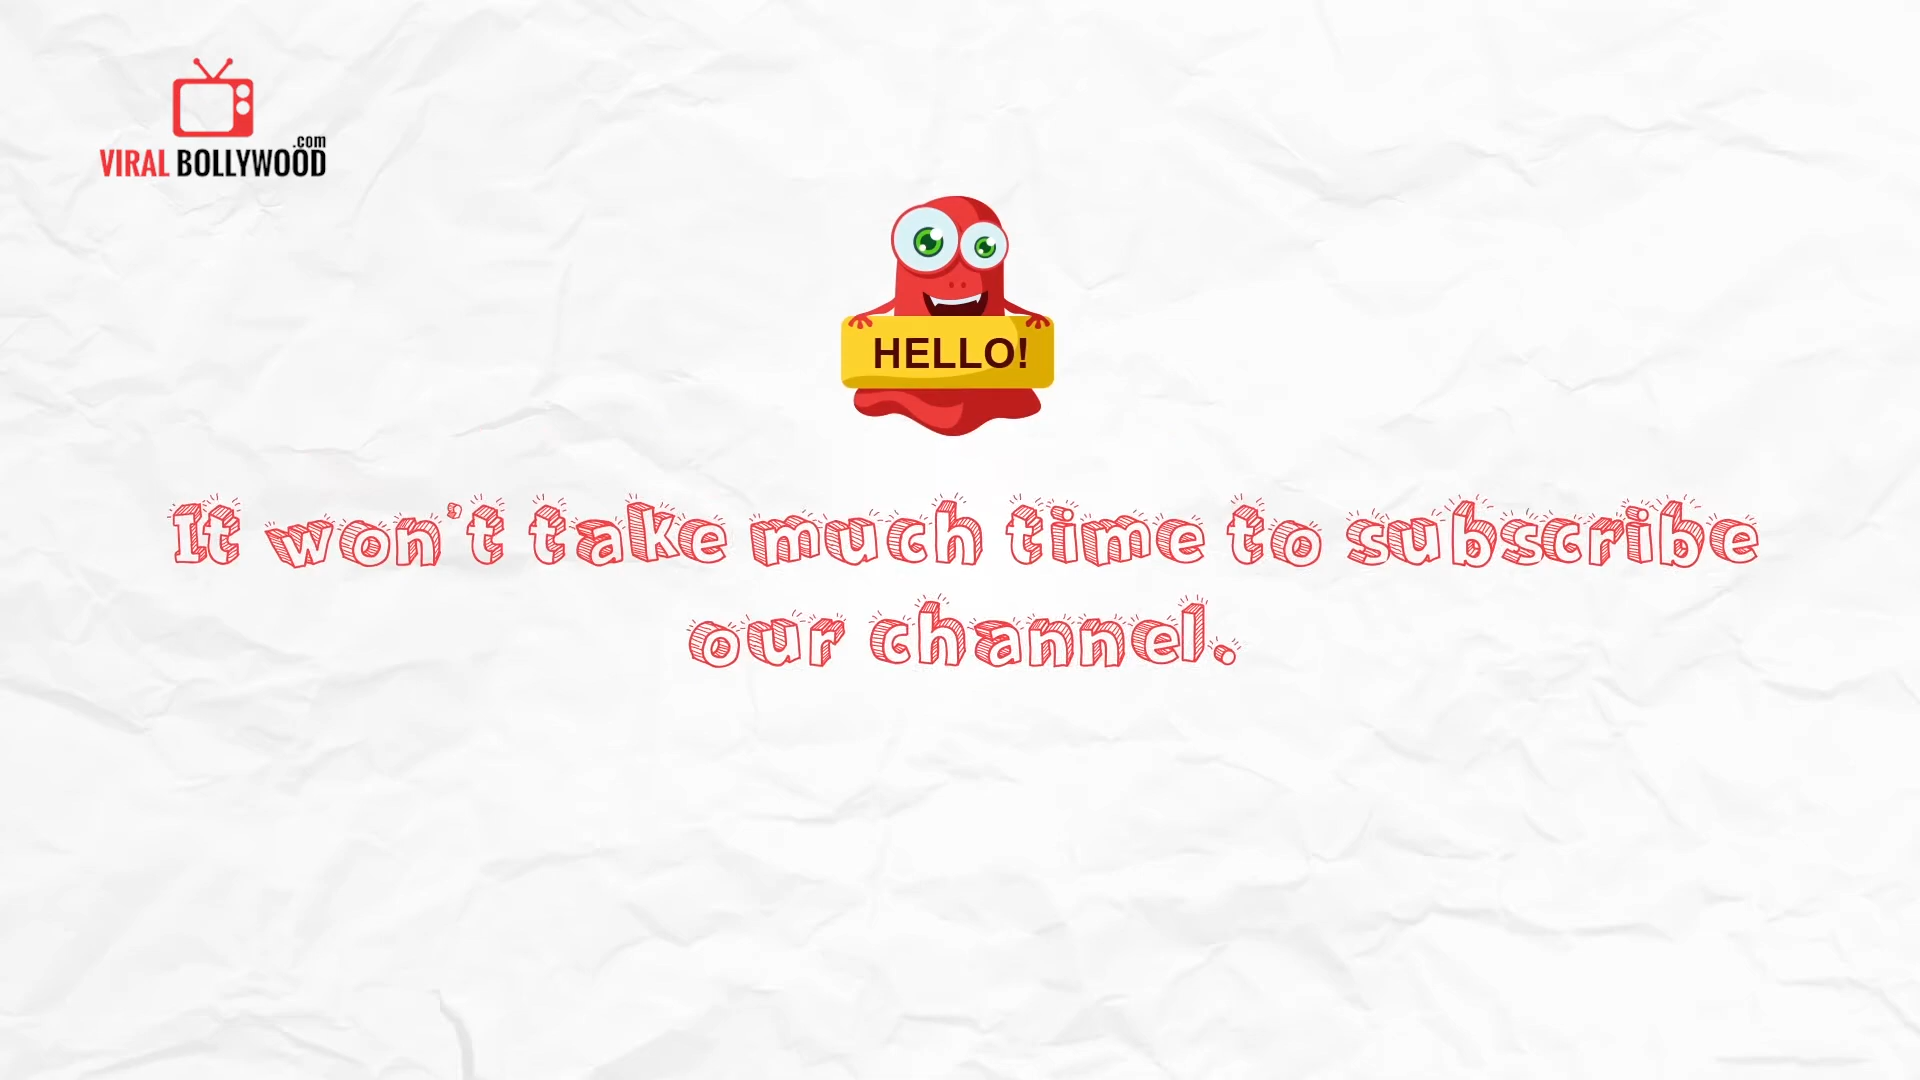 .com
VIRAL BOLLYWOOD
HELLO!
It won't take much time to subscribe
our channel.